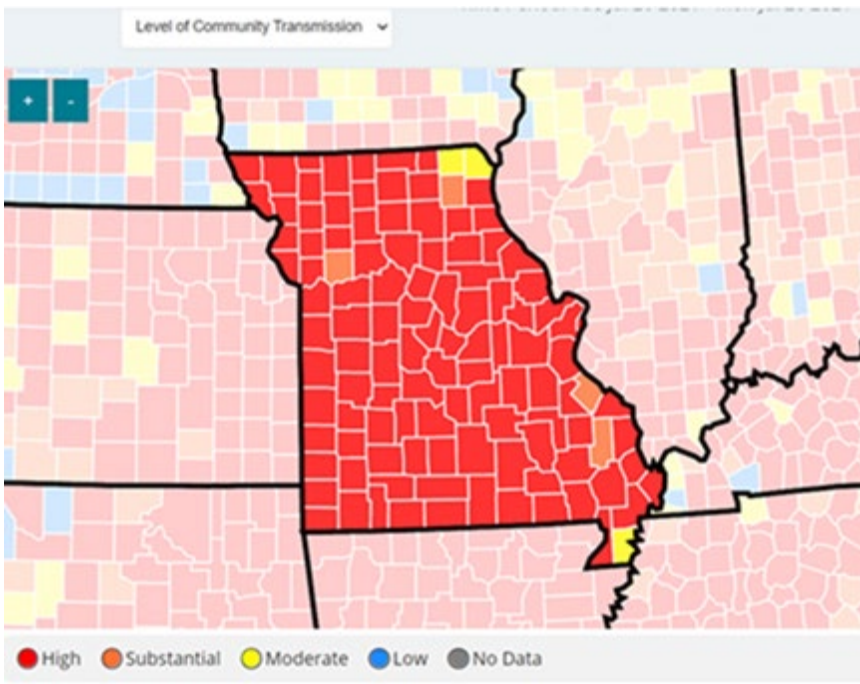 Level of Community Transmission
+ -
High Substantial Moderate Low No Data